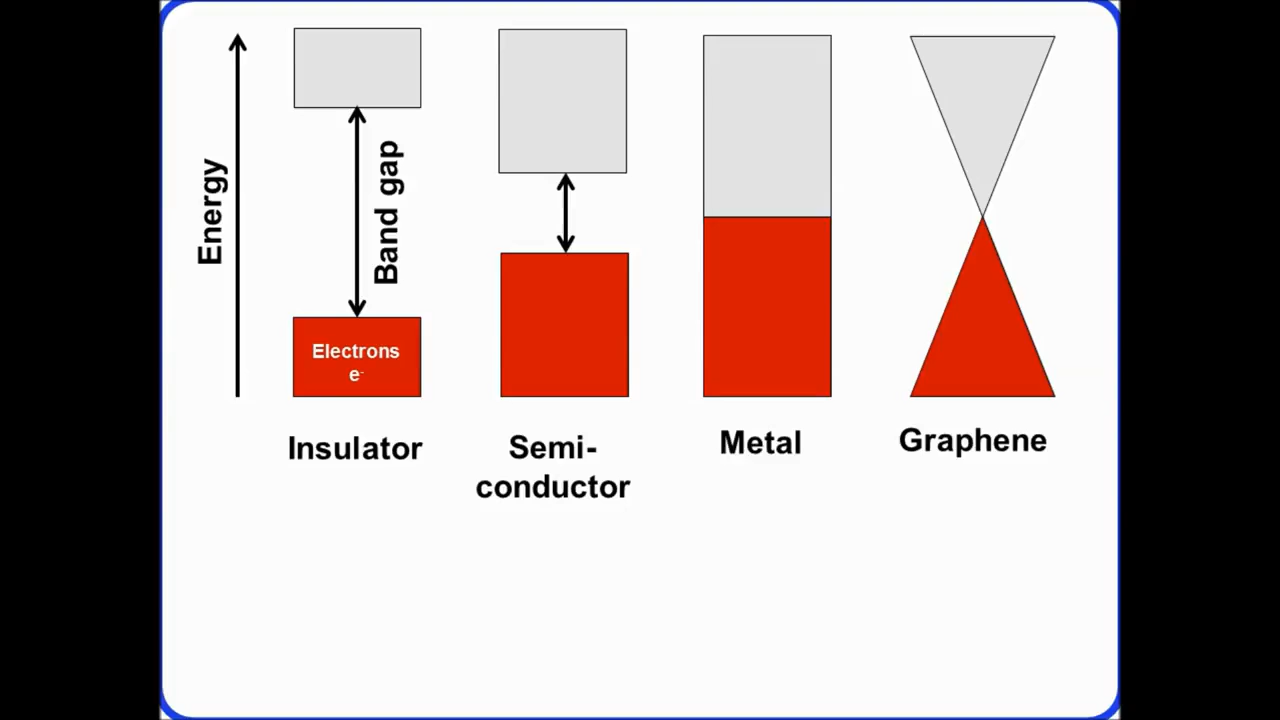 Energy
Band gap
Electrons
e-
Insulator
Semi-
conductor
Metal
Graphene